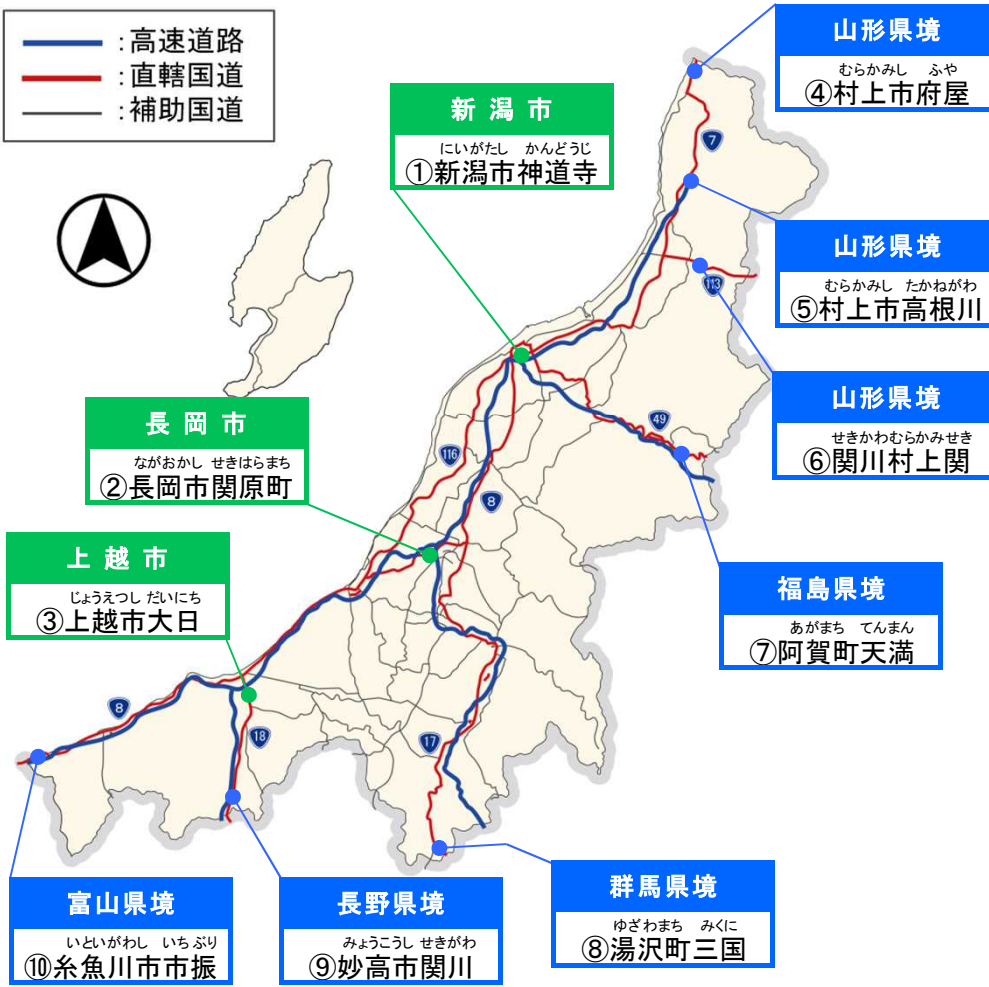 ：高速道路
：直轄国道
：補助国道
新潟市
にいがたし かんどうじ
①新潟市神道寺
長岡市
ながおかし せきはらまち
②長岡市関原町
上越市
じょうえつし だいにち
③上越市大日
山形県境
むらかみし ふや
④村上市府屋
山形県境
むらかみし たかねがわ
⑤村上市高根川
山形県境
せきかわむらかみせき
⑥関川村上関
福島県境
あがまち てんまん
⑦阿賀町天満
群馬県境
ゆざわまち みくに
⑧湯沢町三国
長野県境
みょうこうし せきがわ
⑨妙高市関川
富山県境
いといがわし いちぶり
⑩糸魚川市市振
7
113
49
116
8
8
18
17